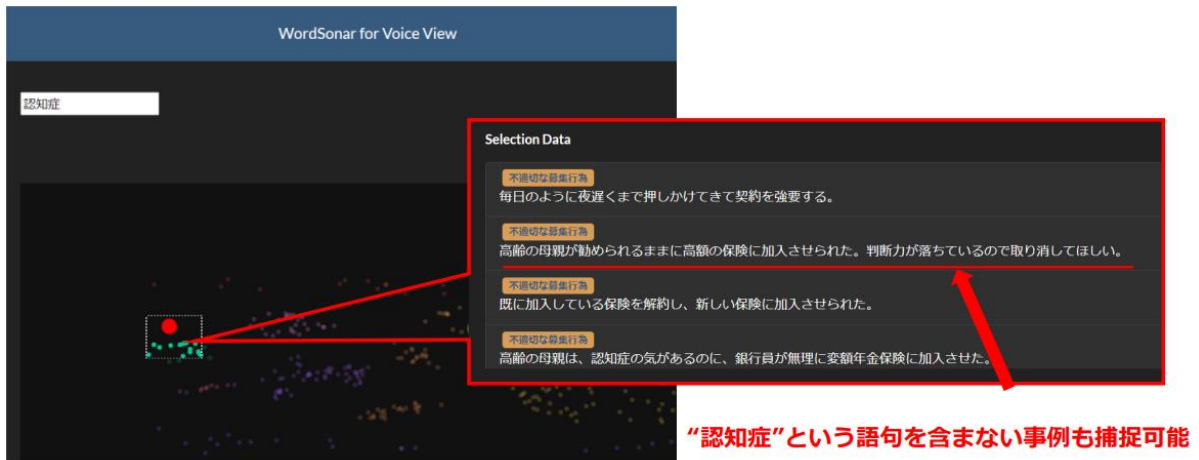 WordSonar for Voice View
認知症
Selection Data
不適切な募集行為
毎日のように夜遅くまで押しかけてきて契約を強要する。
不適切な募集行為
高齢の母親が勧められるままに高額の保険に加入させられた。判断力が落ちているので取り消してほしい。
不適切な募集行為
既に加入している保険を解約し、新しい保険に加入させられた。
不適切な募集行為
高齢の母親は、認知症の気があるのに、銀行員が無理に変額年金保険に加入させた。
“認知症”という語句を含まない事例も捕捉可能